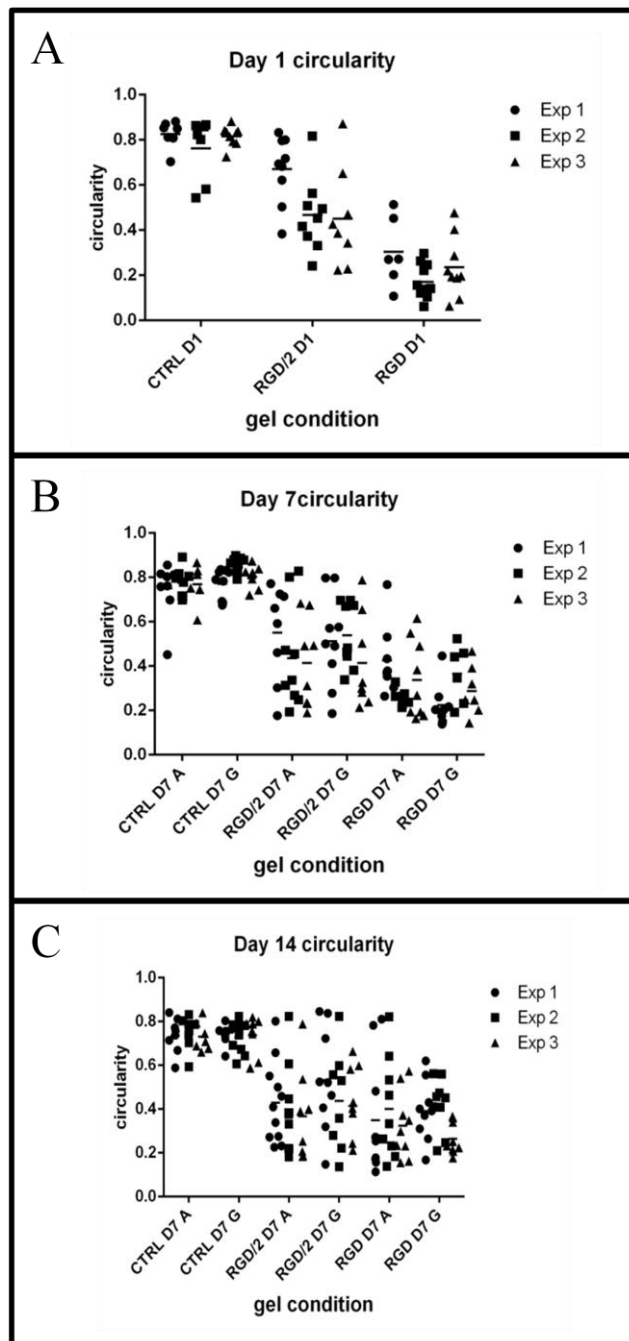 A
Day 1 circularity
1.0
0.8
0.6
0.4
0.2
0.0
circularity
CTRL D1
RGD/2 D1
RGD D1
gel condition
Exp 1
Exp 2
Exp 3
B
Day 7circularity
1.0
0.8
0.6
0.4
0.2
0.0
circularity
CTRL D7 A
CTRL D7 G
RGD/2 D7 A
RGD/2 D7 G
RGD D7 A
RGD D7 G
gel condition
Exp 1
Exp 2
Exp 3
C
Day 14 circularity
1.0
0.8
0.6
0.4
0.2
0.0
circularity
CTRL D7 A
CTRL D7 G
RGD/2 D7 A
RGD/2 D7 G
RGD D7 A
RGD D7 G
gel condition
Exp 1
Exp 2
Exp 3